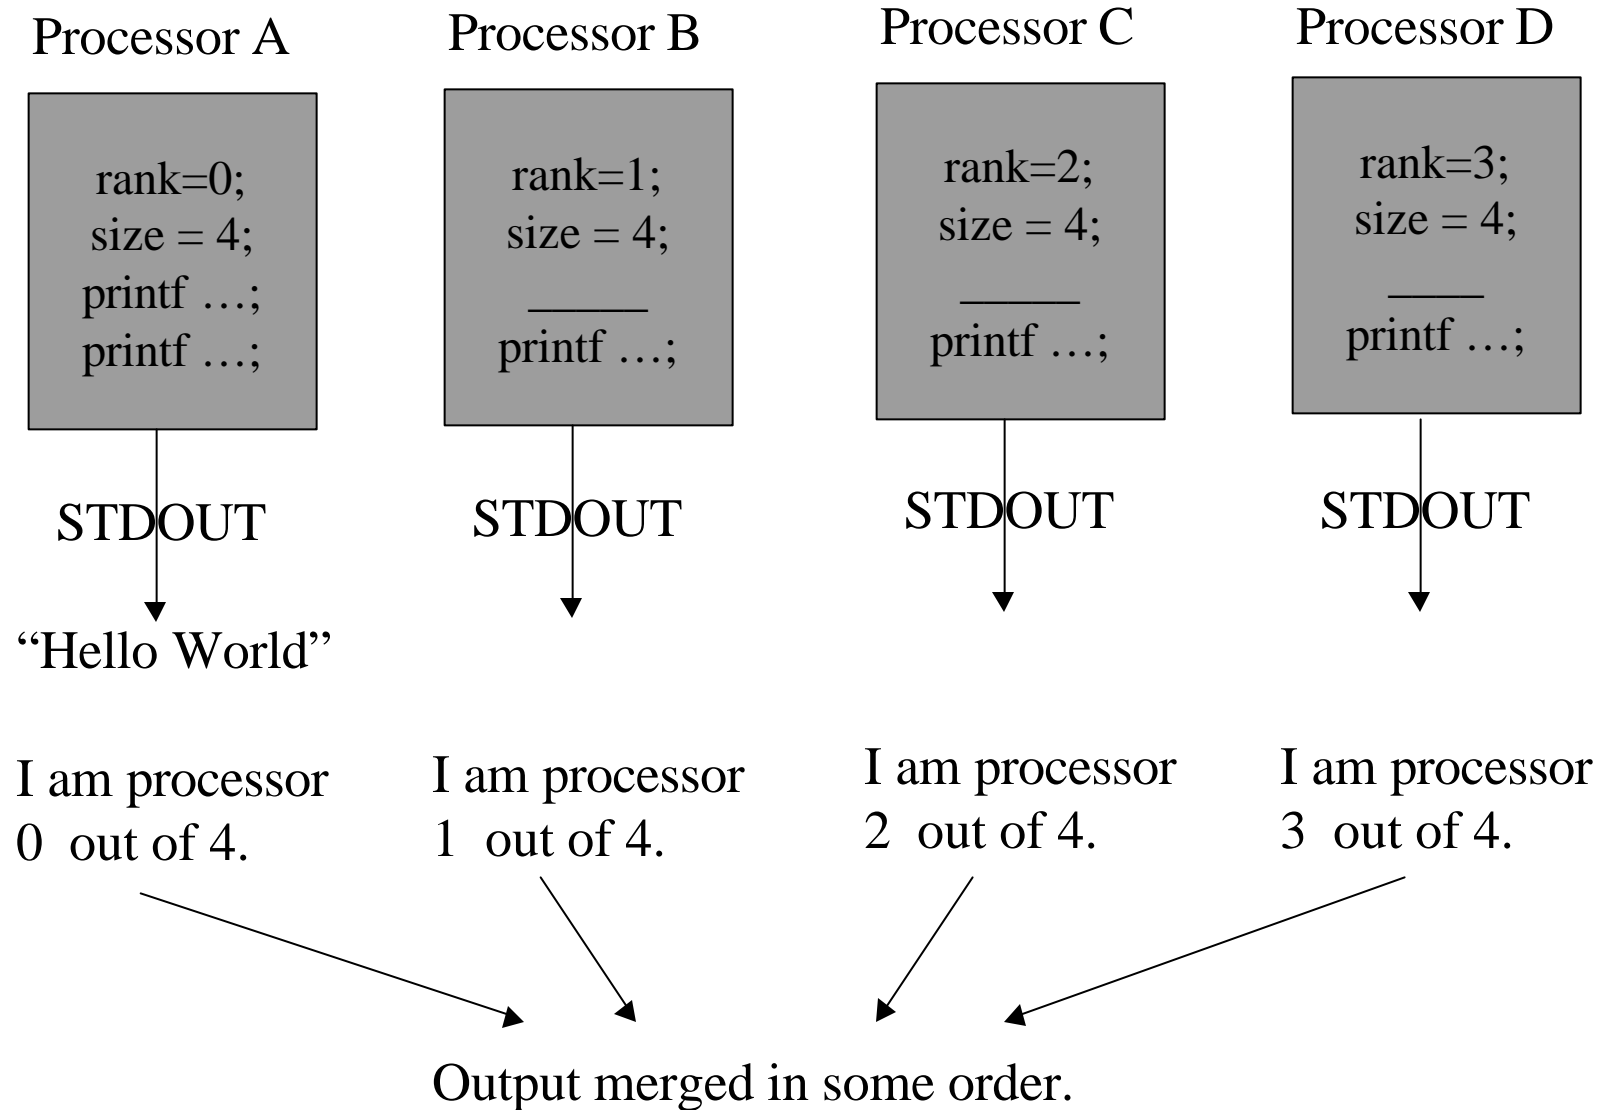 Processor A
Processor B
Processor C
Processor D
rank=0;
size = 4;
printf …;
printf …;
rank=1;
size = 4;
_____
printf …;
rank=2;
size = 4;
_____
printf …;
rank=3;
size = 4;
____
printf …;
STDOUT
STDOUT
STDOUT
STDOUT
“Hello World”
I am processor
0 out of 4.
I am processor
1 out of 4.
I am processor
2 out of 4.
I am processor
3 out of 4.
Output merged in some order.